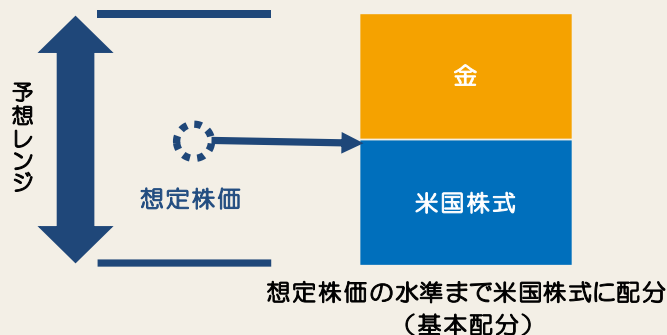 予想レンジ
想定株価
金
米国株式
想定株価の水準まで米国株式に配分
（基本配分）